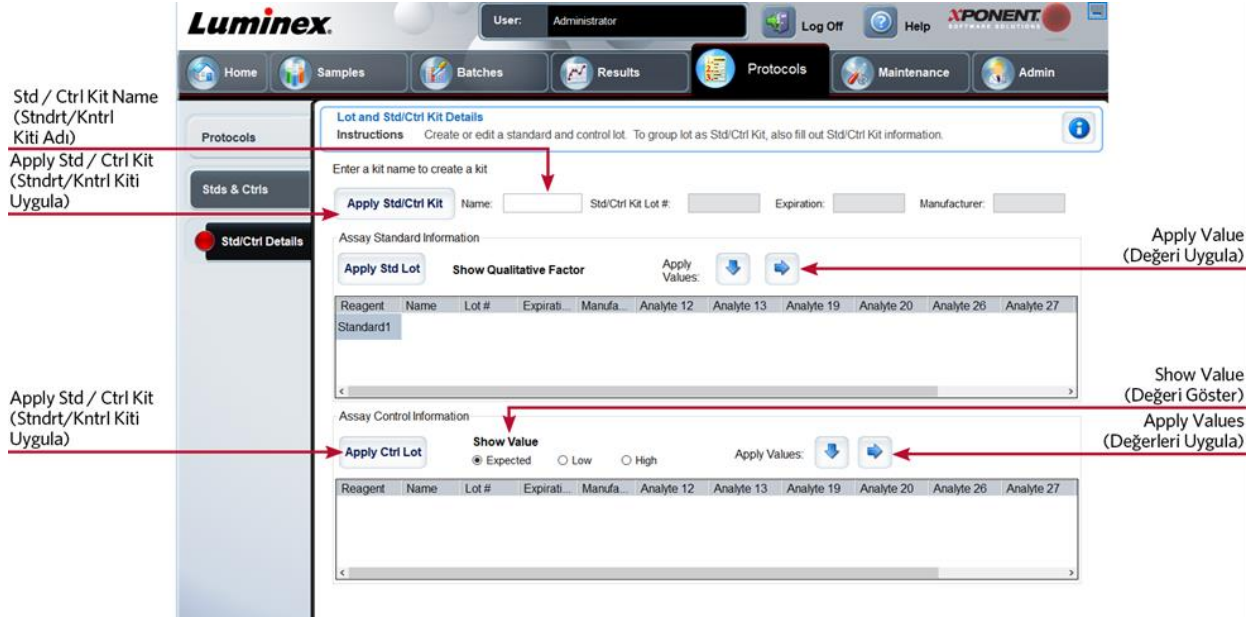 Luminex.
User: Administrator
Log Off
Help
XPONENT
SOFTWARE SOLUTIONS
Home
Samples
Batches
Results
Protocols
Maintenance
Admin
Std / Ctrl Kit Name
(Stndrt/Kntrl
Kiti Adı)
Apply Std / Ctrl Kit
(Stndrt/Kntrl Kiti
Uygula)
Protocols
Stds & Ctrls
Std/Ctrl Details
Lot and Std/Ctrl Kit Details
Instructions Create or edit a standard and control lot. To group lot as Std/Ctrl Kit, also fill out Std/Ctrl Kit information.
Enter a kit name to create a kit
Apply Std/Ctrl Kit Name: Std/Ctrl Kit Lot #: Expiration: Manufacturer:
Assay Standard Information
Apply Std Lot Show Qualitative Factor Apply
Values:
Apply Value
(Değeri Uygula)
Reagent Name Lot # Expirati... Manufa... Analyte 12 Analyte 13 Analyte 19 Analyte 20 Analyte 26 Analyte 27
Standard1
Show Value
(Değeri Göster)
Apply Std / Ctrl Kit
(Stndrt/Kntrl Kiti
Uygula)
Assay Control Information
Apply Ctrl Lot
Show Value
Expected Low High
Apply Values:
Apply Values
(Değerleri Uygula)
Reagent Name Lot # Expirati... Manufa... Analyte 12 Analyte 13 Analyte 19 Analyte 20 Analyte 26 Analyte 27